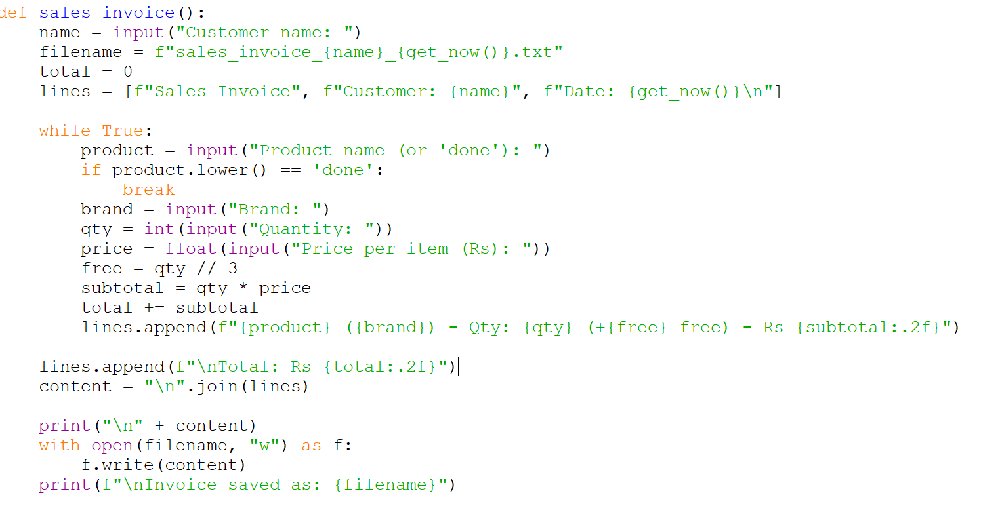 def sales_invoice():
    name = input("Customer name: ")
    filename = f"sales_invoice_{name}_{get_now()}.txt"
    total = 0
    lines = [f"Sales Invoice", f"Customer: {name}", f"Date: {get_now()}\n"]

    while True:
        product = input("Product name (or 'done'): ")
        if product.lower() == 'done':
            break
        brand = input("Brand: ")
        qty = int(input("Quantity: "))
        price = float(input("Price per item (Rs): "))
        free = qty // 3
        subtotal = qty * price
        total += subtotal
        lines.append(f"{product} ({brand}) - Qty: {qty} (+{free} free) - Rs {subtotal:.2f}")

    lines.append(f"\nTotal: Rs {total:.2f}")
    content = "\n".join(lines)

    print("\n" + content)
    with open(filename, "w") as f:
        f.write(content)
    print(f"\nInvoice saved as: {filename}")